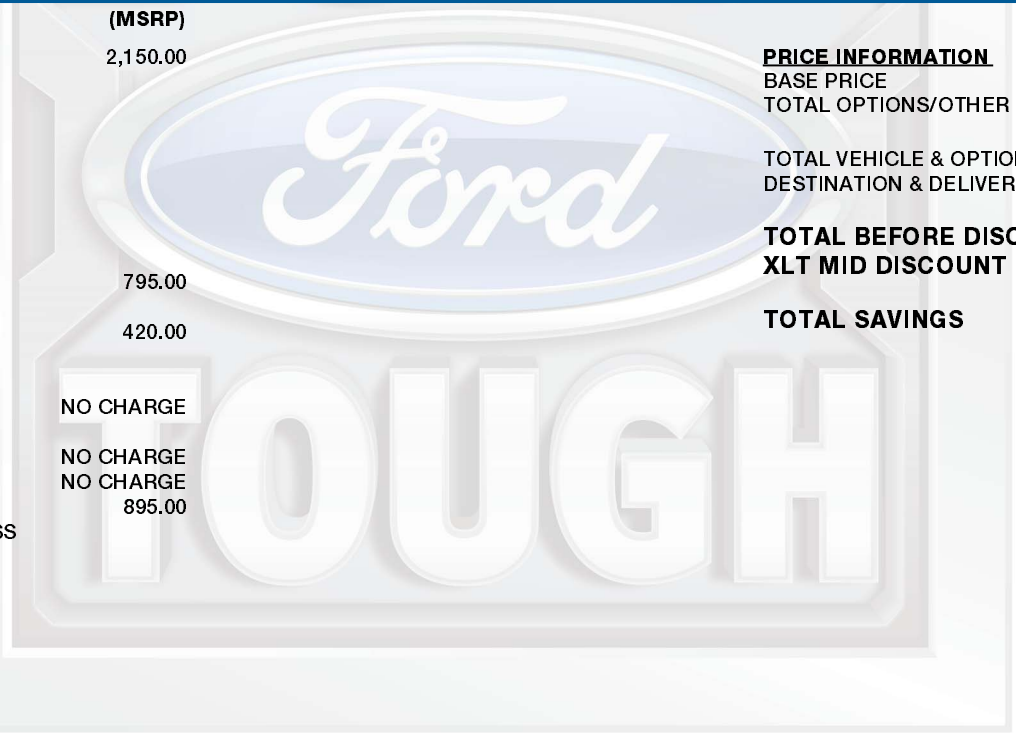 (MSRP)
2,150.00
795.00
420.00
NO CHARGE
NO CHARGE
NO CHARGE
895.00
SS
PRICE INFORMATION
BASE PRICE
TOTAL OPTIONS/OTHER
TOTAL VEHICLE & OPTIO
DESTINATION & DELIVER
TOTAL BEFORE DISC
XLT MID DISCOUNT
TOTAL SAVINGS
Ford
TOUGH